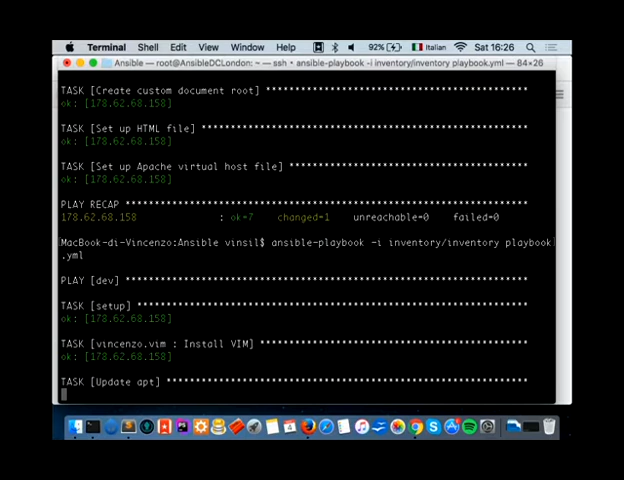 Terminal Shell Edit View Window Help 92% Italian Sat 16:26
Ansible — root@AnsibleDCLondon: ~ — ssh • ansible-playbook -i inventory/inventory playbook.yml — 84×26
TASK [Create custom document root] ******************************************
ok: [178.62.68.158]
TASK [Set up HTML file] *****************************************************
ok: [178.62.68.158]
TASK [Set up Apache virtual host file] **************************************
ok: [178.62.68.158]
PLAY RECAP ******************************************************************
178.62.68.158 : ok=7 changed=1 unreachable=0 failed=0
MacBook-di-Vincenzo:Ansible vinsil$ ansible-playbook -i inventory/inventory playbook
.yml
PLAY [dev] ******************************************************************
TASK [setup] ****************************************************************
ok: [178.62.68.158]
TASK [vincenzo.vim : Install VIM] *******************************************
ok: [178.62.68.158]
TASK [Update apt] ***********************************************************